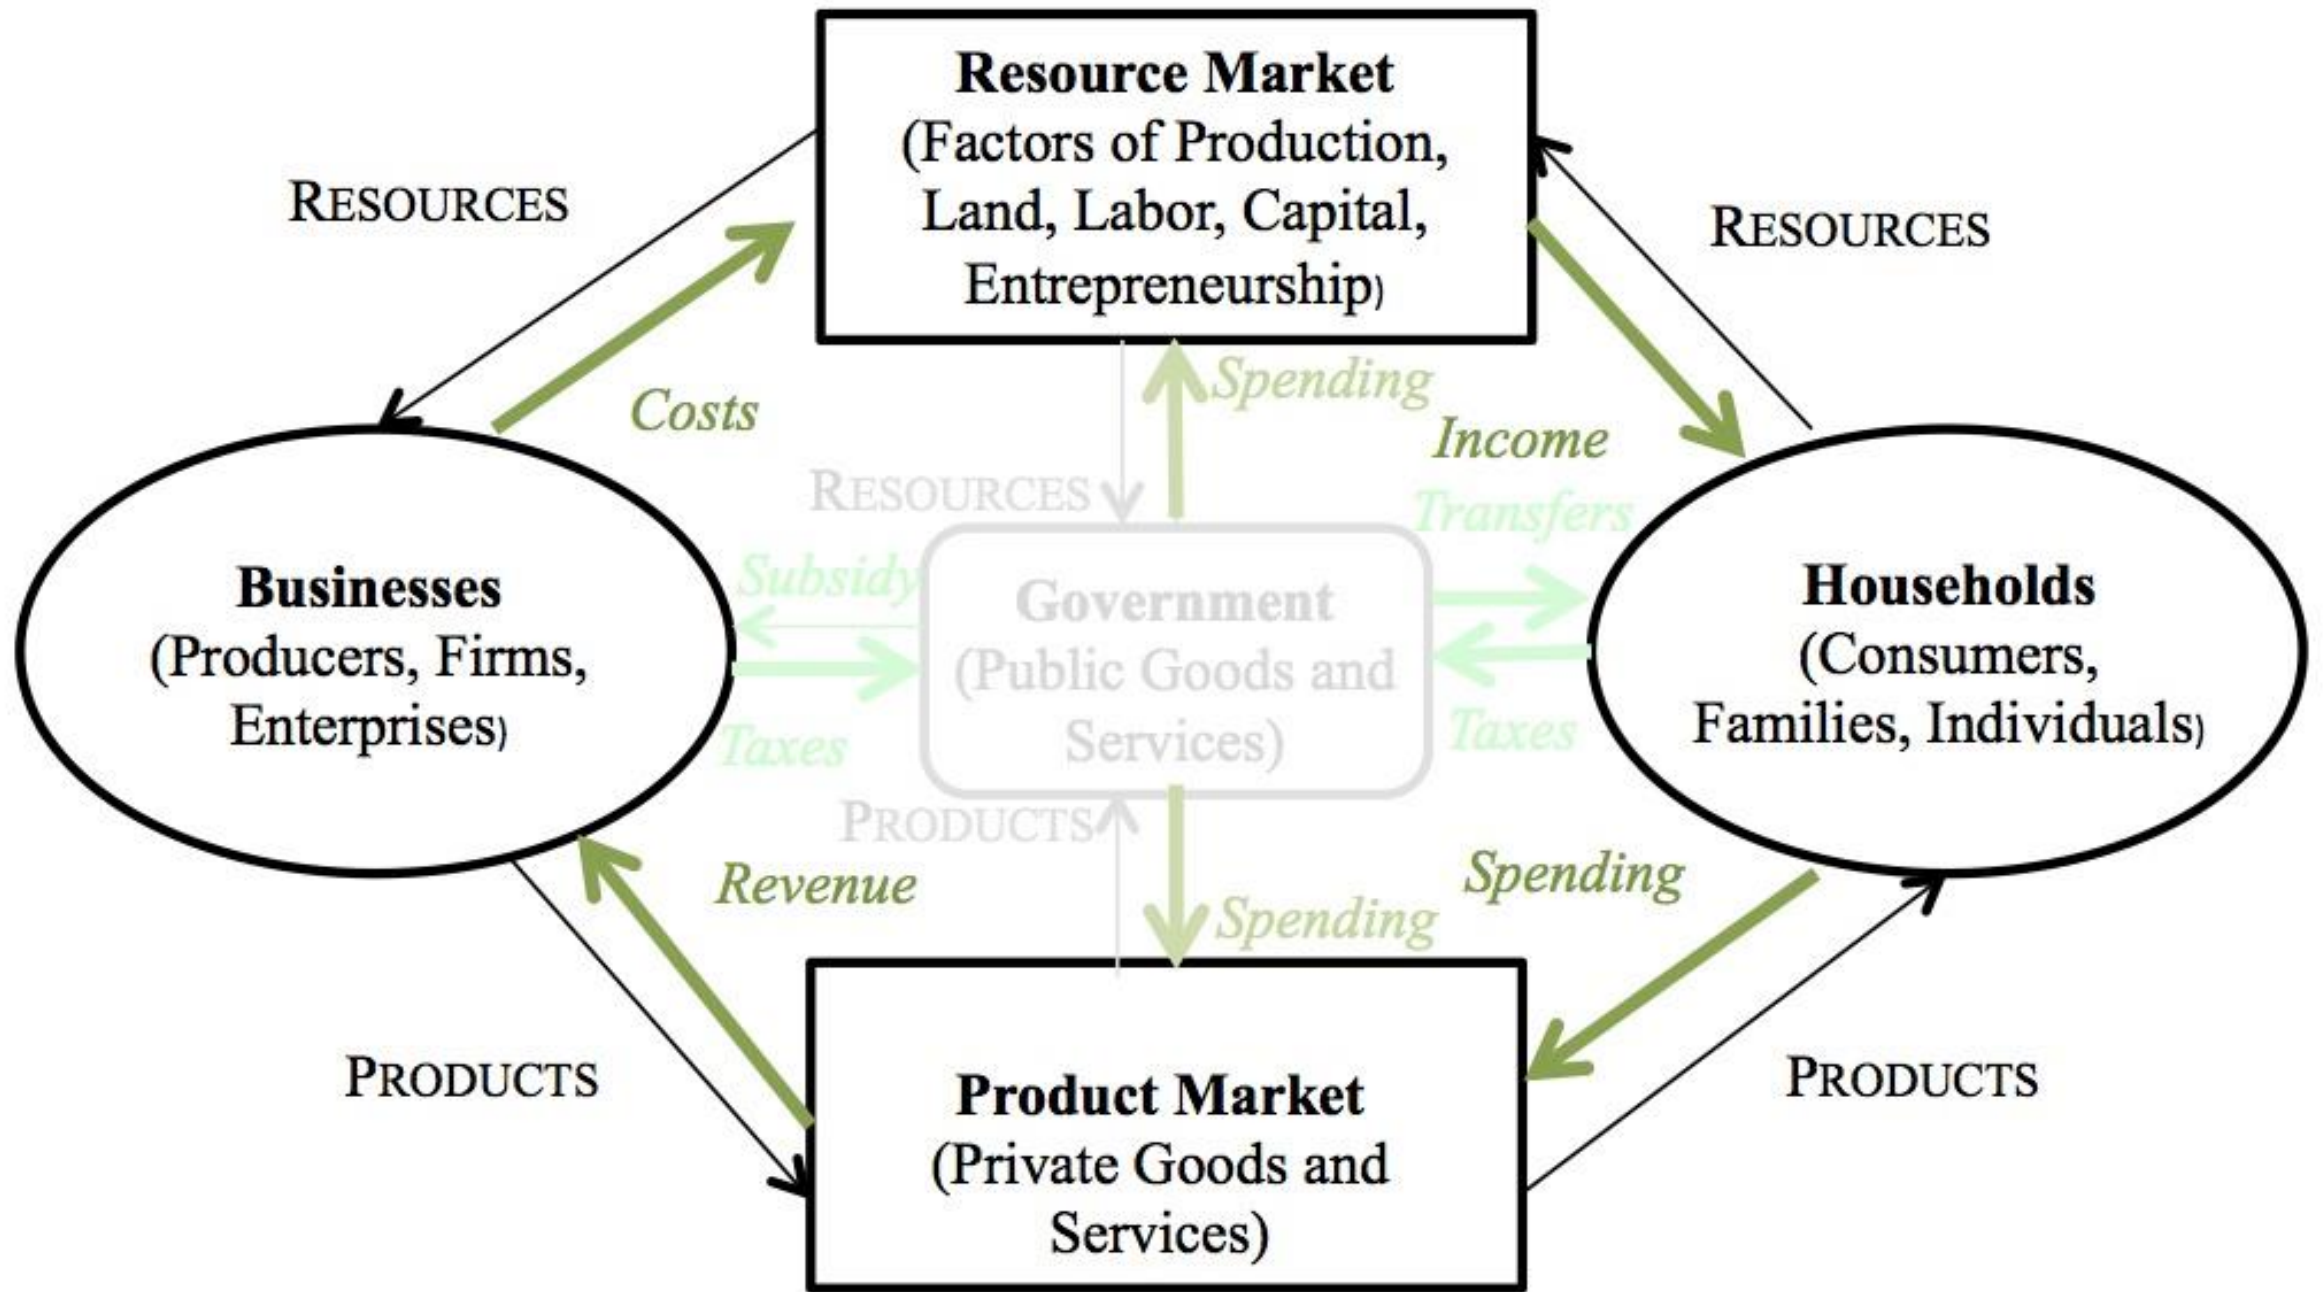 Resource Market
(Factors of Production,
Land, Labor, Capital,
Entrepreneurship)
RESOURCES
RESOURCES
Costs
Spending
Income
RESOURCES
Transfers
Subsidy
Businesses
(Producers, Firms,
Enterprises)
Government
(Public Goods and
Services)
Households
(Consumers,
Families, Individuals)
Taxes
Taxes
PRODUCTS
Revenue
Spending
Spending
PRODUCTS
PRODUCTS
Product Market
(Private Goods and
Services)